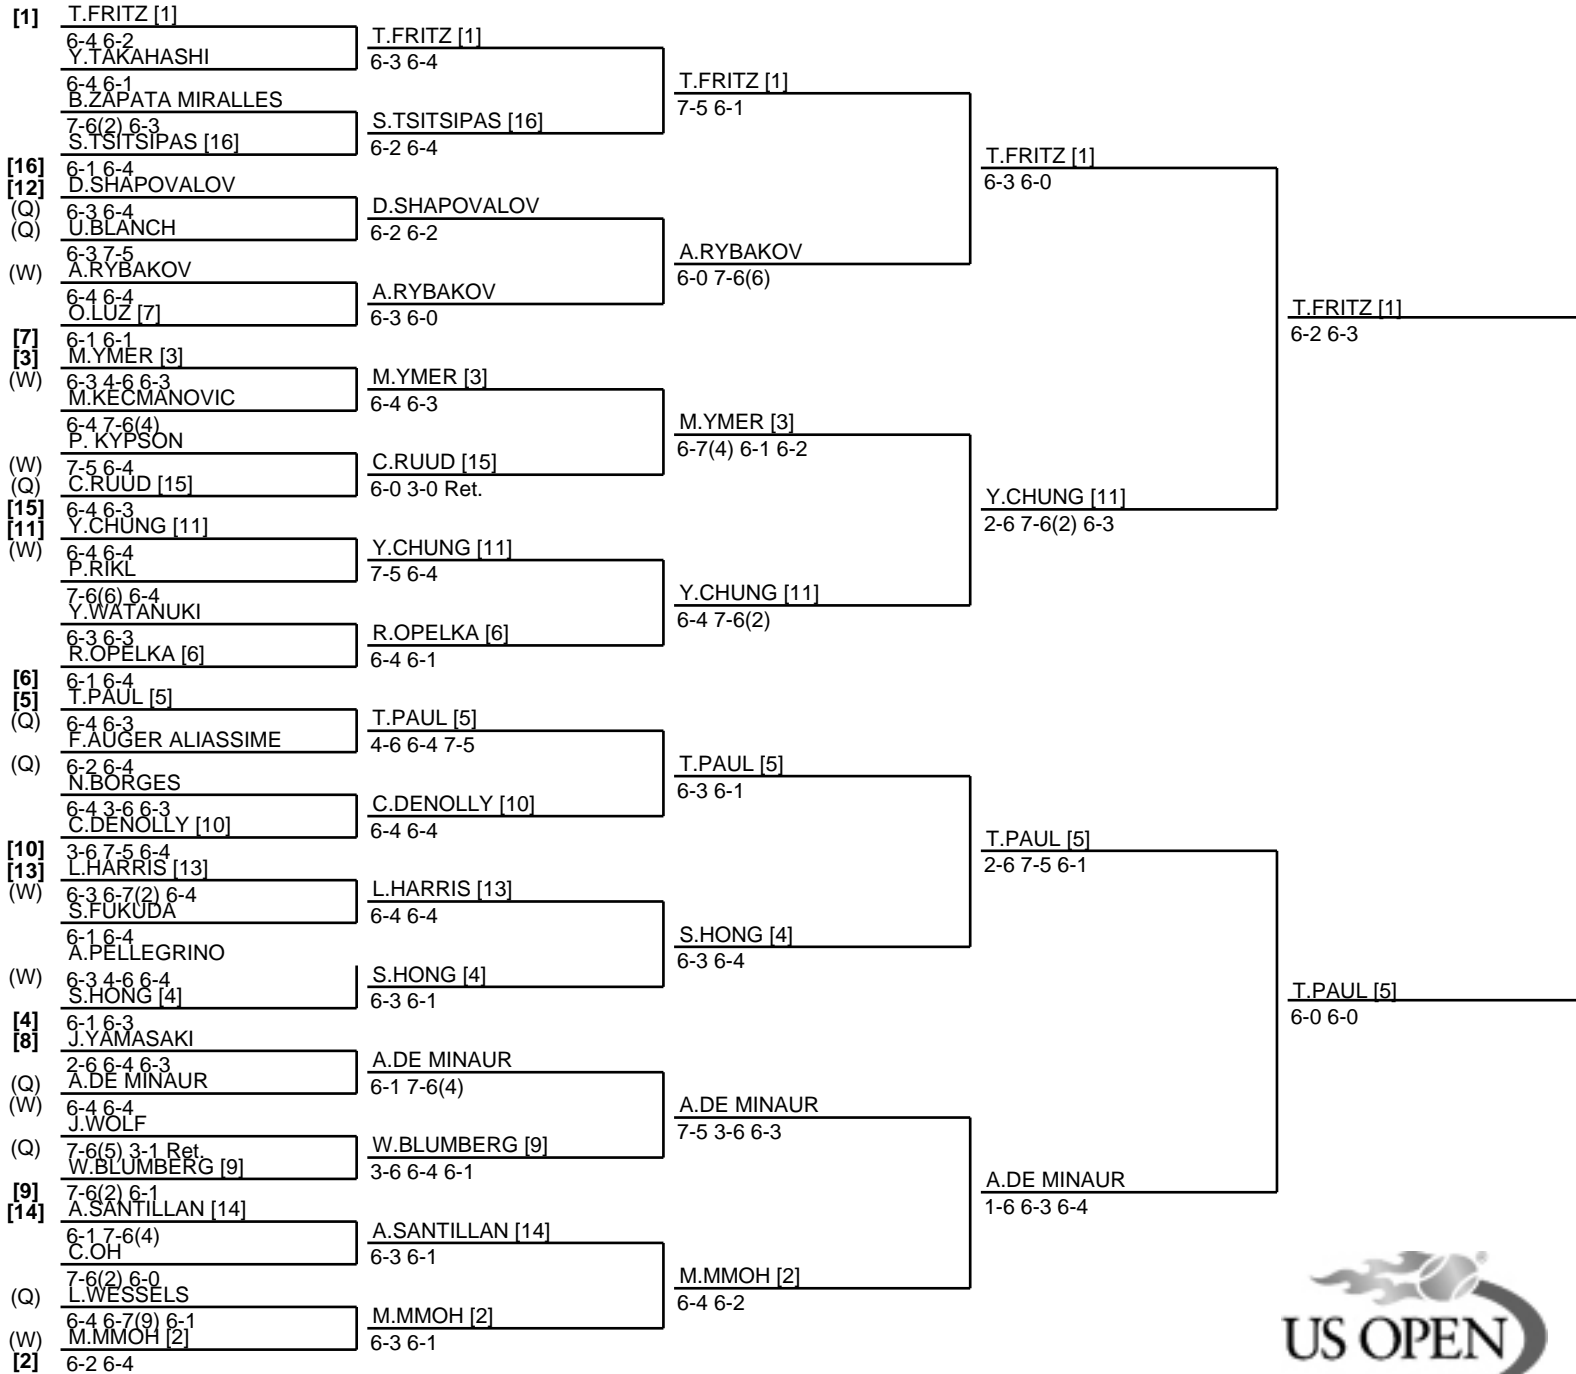 [1]
T.FRITZ [1]
6-4 6-2
Y.TAKAHASHI
6-4 6-1
B.ZAPATA MIRALLES
7-6(2) 6-3
S.TSITSIPAS [16]
[16]
6-1 6-4
[12]
D.SHAPOVALOV
(Q)
6-3 6-4
(Q)
U.BLANCH
6-3 7-5
(W)
A.RYBAKOV
6-4 6-4
O.LUZ [7]
[7]
6-1 6-1
[3]
M.YMER [3]
(W)
6-3 4-6 6-3
M.KECMANOVIC
6-4 7-6(4)
P. KYPSON
(W)
7-5 6-4
(Q)
C.RUUD [15]
[15]
6-4 6-3
[11]
Y.CHUNG [11]
(W)
6-4 6-4
P.RIKL
7-6(6) 6-4
Y.WATANUKI
6-3 6-3
R.OPELKA [6]
[6]
6-1 6-4
[5]
T.PAUL [5]
(Q)
6-4 6-3
F.AUGER ALIASSIME
(Q)
6-2 6-4
N.BORGES
6-4 3-6 6-3
C.DENOLLY [10]
[10]
3-6 7-5 6-4
[13]
L.HARRIS [13]
(W)
6-3 6-7(2) 6-4
S.FUKUDA
6-1 6-4
A.PELLEGRINO
(W)
6-3 4-6 6-4
S.HONG [4]
[4]
6-1 6-3
[8]
J.YAMASAKI
2-6 6-4 6-3
(Q)
A.DE MINAUR
(W)
6-4 6-4
J.WOLF
(Q)
7-6(5) 3-1 Ret.
W.BLUMBERG [9]
[9]
7-6(2) 6-1
[14]
A.SANTILLAN [14]
6-1 7-6(4)
C.OH
7-6(2) 6-0
(Q)
L.WESSELS
6-4 6-7(9) 6-1
(W)
M.MMOH [2]
[2]
6-2 6-4
T.FRITZ [1]
6-3 6-4
S.TSITSIPAS [16]
6-2 6-4
D.SHAPOVALOV
6-2 6-2
A.RYBAKOV
6-3 6-0
M.YMER [3]
6-4 6-3
C.RUUD [15]
6-0 3-0 Ret.
Y.CHUNG [11]
7-5 6-4
R.OPELKA [6]
6-4 6-1
T.PAUL [5]
4-6 6-4 7-5
C.DENOLLY [10]
6-4 6-4
L.HARRIS [13]
6-4 6-4
S.HONG [4]
6-3 6-1
A.DE MINAUR
6-1 7-6(4)
W.BLUMBERG [9]
3-6 6-4 6-1
A.SANTILLAN [14]
6-3 6-1
M.MMOH [2]
6-3 6-1
T.FRITZ [1]
7-5 6-1
A.RYBAKOV
6-0 7-6(6)
M.YMER [3]
6-7(4) 6-1 6-2
Y.CHUNG [11]
6-4 7-6(2)
T.PAUL [5]
6-3 6-1
S.HONG [4]
6-3 6-4
A.DE MINAUR
7-5 3-6 6-3
M.MMOH [2]
6-4 6-2
T.FRITZ [1]
6-3 6-0
Y.CHUNG [11]
2-6 7-6(2) 6-3
T.PAUL [5]
2-6 7-5 6-1
A.DE MINAUR
1-6 6-3 6-4
T.FRITZ [1]
6-2 6-3
T.PAUL [5]
6-0 6-0
US OPEN